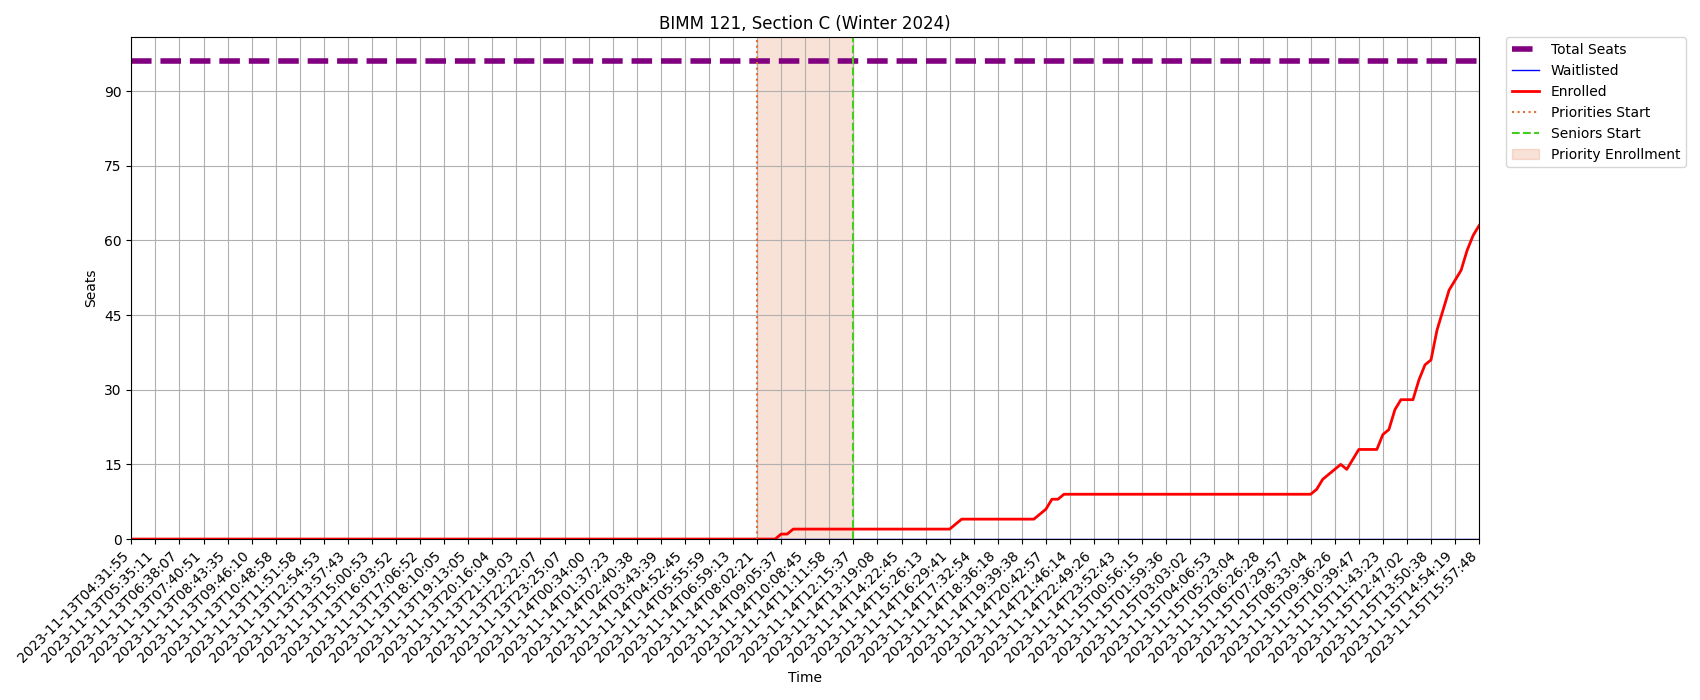 BIMM 121, Section C (Winter 2024)
Total Seats
Waitlisted
Enrolled
Priorities Start
Seniors Start
Priority Enrollment
Seats
90
75
60
45
30
15
0
2023-11-13T04:31:55
2023-11-13T05:35:11
2023-11-13T06:38:07
2023-11-13T07:40:51
2023-11-13T08:43:35
2023-11-13T09:46:10
2023-11-13T10:48:58
2023-11-13T11:51:58
2023-11-13T12:54:53
2023-11-13T13:57:43
2023-11-13T15:00:53
2023-11-13T16:03:52
2023-11-13T17:06:52
2023-11-13T18:10:05
2023-11-13T19:13:05
2023-11-13T20:16:04
2023-11-13T21:19:03
2023-11-13T22:22:07
2023-11-13T23:25:07
2023-11-14T00:34:00
2023-11-14T01:37:23
2023-11-14T02:40:38
2023-11-14T03:43:39
2023-11-14T04:52:45
2023-11-14T05:55:59
2023-11-14T06:59:13
2023-11-14T08:02:21
2023-11-14T09:05:37
2023-11-14T10:08:45
2023-11-14T11:11:58
2023-11-14T12:15:37
2023-11-14T13:19:08
2023-11-14T14:22:45
2023-11-14T15:26:13
2023-11-14T16:29:41
2023-11-14T17:32:54
2023-11-14T18:36:18
2023-11-14T19:39:38
2023-11-14T20:42:57
2023-11-14T21:46:14
2023-11-14T22:49:26
2023-11-14T23:52:43
2023-11-15T00:56:15
2023-11-15T01:59:36
2023-11-15T03:03:02
2023-11-15T04:06:53
2023-11-15T05:23:04
2023-11-15T06:26:28
2023-11-15T07:29:57
2023-11-15T08:33:04
2023-11-15T09:36:26
2023-11-15T10:39:47
2023-11-15T11:43:23
2023-11-15T12:47:02
2023-11-15T13:50:38
2023-11-15T14:54:19
2023-11-15T15:57:48
Time